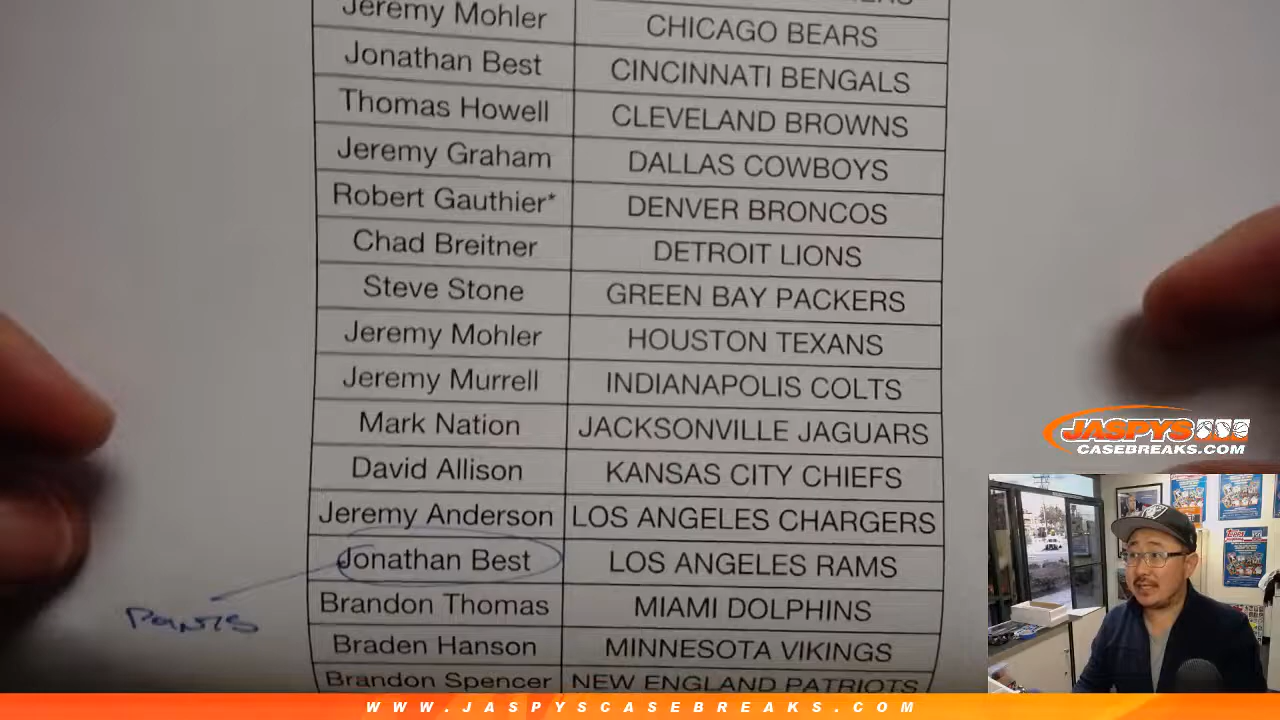 Jeremy Mohler CHICAGO BEARS
Jonathan Best CINCINNATI BENGALS
Thomas Howell CLEVELAND BROWNS
Jeremy Graham DALLAS COWBOYS
Robert Gauthier* DENVER BRONCOS
Chad Breitner DETROIT LIONS
Steve Stone GREEN BAY PACKERS
Jeremy Mohler HOUSTON TEXANS
Jeremy Murrell INDIANAPOLIS COLTS
Mark Nation JACKSONVILLE JAGUARS
David Allison KANSAS CITY CHIEFS
Jeremy Anderson LOS ANGELES CHARGERS
Jonathan Best LOS ANGELES RAMS
Brandon Thomas MIAMI DOLPHINS
Braden Hanson MINNESOTA VIKINGS
Brandon Spencer NEW ENGLAND PATRIOTS
JASPYS
CASEBREAKS.COM
WWW.JASPYSCASEBREAKS.COM